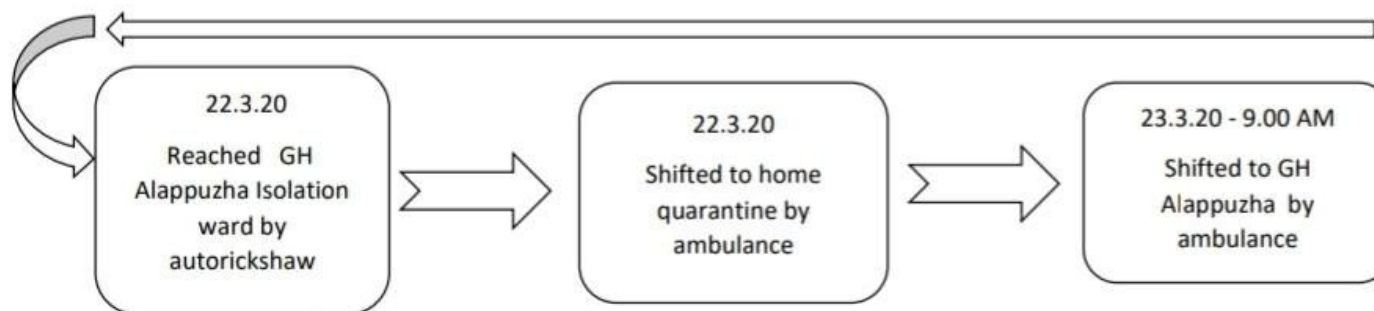 22.3.20
Reached GH
Alappuzha Isolation
ward by
autorickshaw
22.3.20
Shifted to home
quarantine by
ambulance
23.3.20 - 9.00 AM
Shifted to GH
Alappuzha by
ambulance